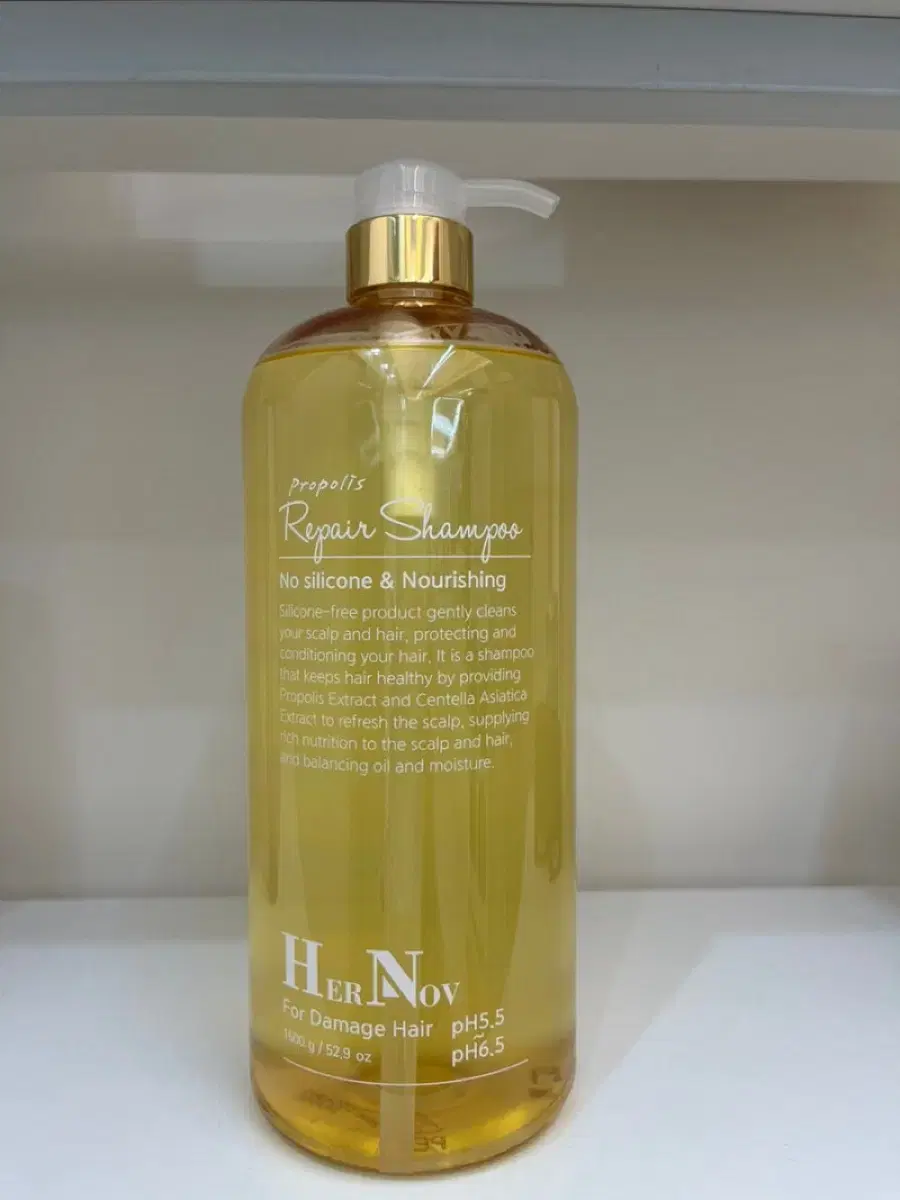 Propolis
Repair Shampoo
No silicone & Nourishing
Silicone-free product gently cleans
your scalp and hair, protecting and
conditioning your hair. It is a shampoo
that keeps hair healthy by providing
Propolis Extract and Centella Asiatica
Extract to refresh the scalp, supplying
rich nutrition to the scalp and hair,
and balancing oil and moisture.
HER NOV
For Damage Hair pH5.5
~
1500 g / 52,9 oz pH6.5